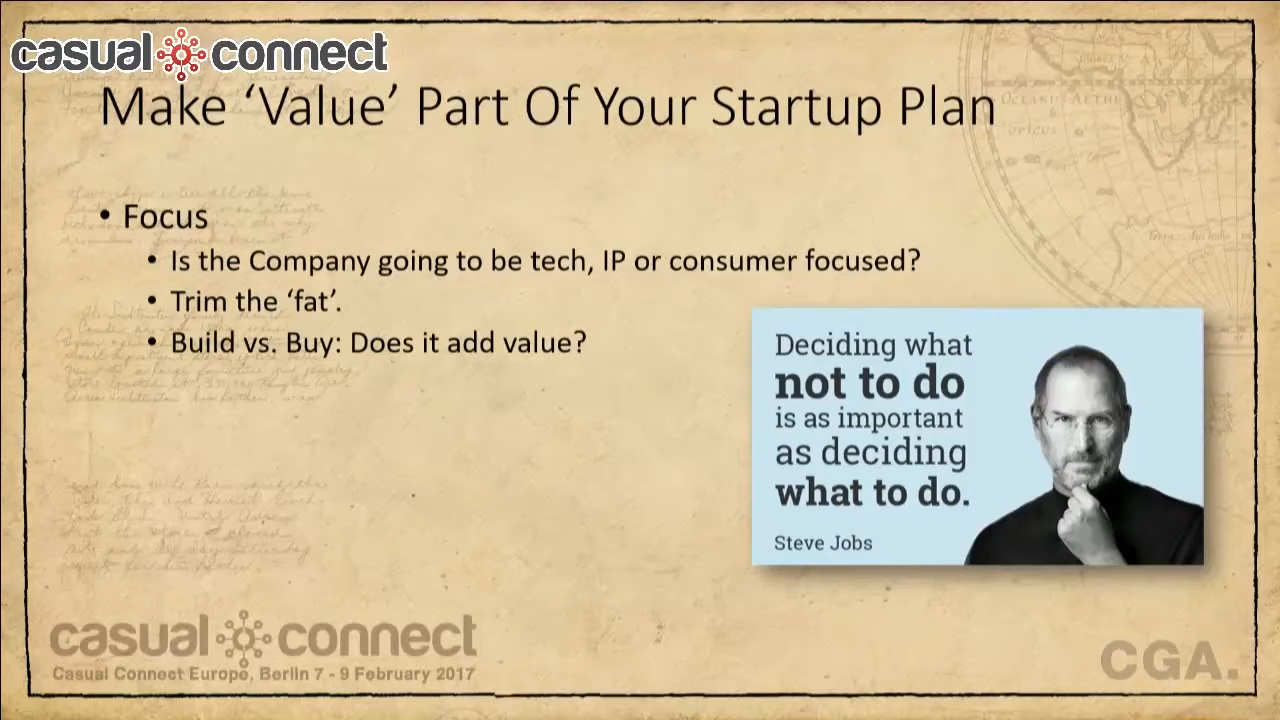 casual connect
Make ‘Value’ Part Of Your Startup Plan
• Focus
• Is the Company going to be tech, IP or consumer focused?
• Trim the ‘fat’.
• Build vs. Buy: Does it add value?
Deciding what
not to do
is as important
as deciding
what to do.
Steve Jobs
casual connect
Casual Connect Europe, Berlin 7 - 9 February 2017
CGA.